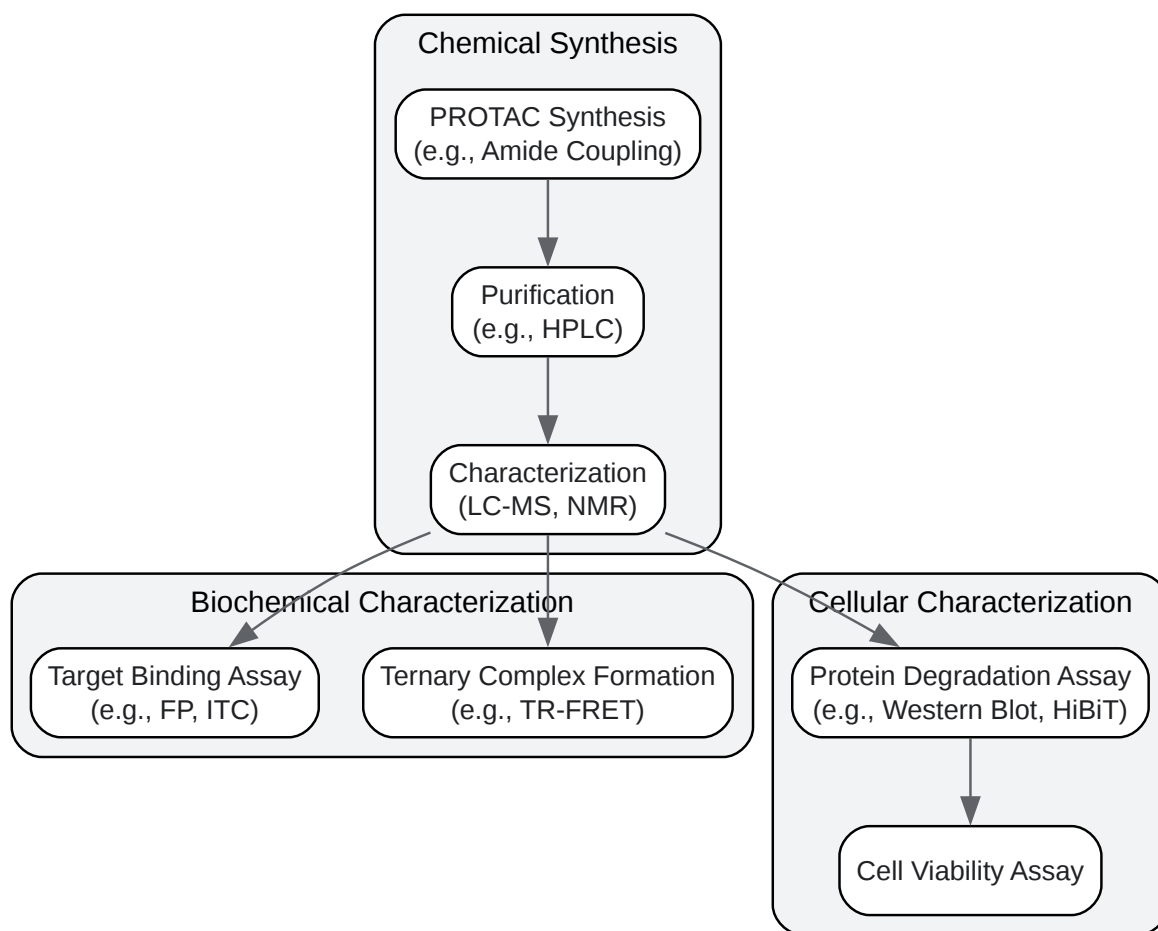 Chemical Synthesis
PROTAC Synthesis
(e.g., Amide Coupling)
Purification
(e.g., HPLC)
Characterization
(LC-MS, NMR)
Biochemical Characterization
Target Binding Assay
(e.g., FP, ITC)
Ternary Complex Formation
(e.g., TR-FRET)
Cellular Characterization
Protein Degradation Assay
(e.g., Western Blot, HiBiT)
Cell Viability Assay